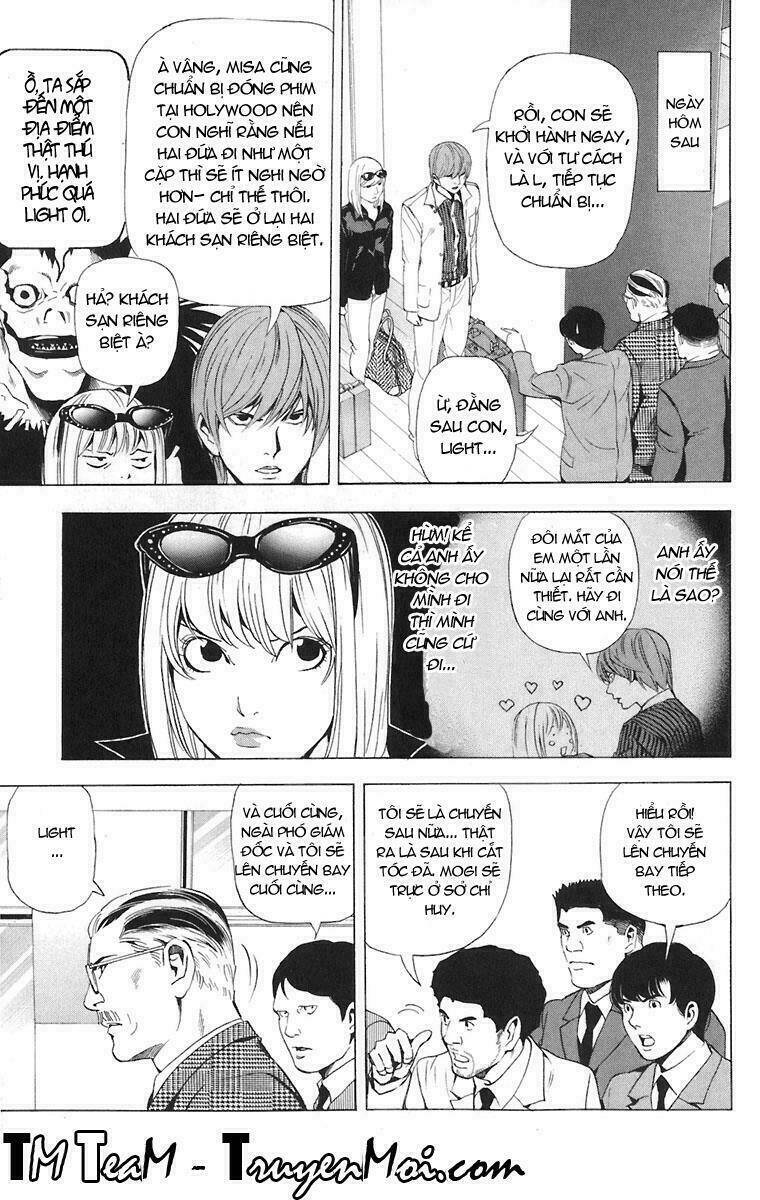 NGÀY
HÔM
SAU
RỒI, CON SẼ
KHỞI HÀNH NGAY,
VÀ VỚI TƯ CÁCH
LÀ L, TIẾP TỤC
CHUẨN BỊ...
Ừ, ĐẰNG
SAU CON,
LIGHT...
À VÂNG, MISA CŨNG
CHUẨN BỊ ĐÓNG PHIM
TẠI HOLYWOOD NÊN
CON NGHĨ RẰNG NẾU
HAI ĐỨA ĐI NHƯ MỘT
CẶP THÌ SẼ ÍT NGHI NGỜ
HƠN- CHỈ THẾ THÔI.
HAI ĐỨA SẼ Ở LẠI HAI
KHÁCH SẠN RIÊNG BIỆT.
HẢ? KHÁCH
SẠN RIÊNG
BIỆT À?
Ồ, TA SẮP
ĐẾN MỘT
ĐỊA ĐIỂM
THẬT THÚ
VỊ, HẠNH
PHÚC QUÁ
LIGHT ƠI.
ANH ẤY
NÓI THẾ
LÀ SAO?
ĐÔI MẮT CỦA
EM MỘT LẦN
NỮA LẠI RẤT CẦN
THIẾT. HÃY ĐI
CÙNG VỚI ANH.
HỪM! KỂ
CẢ ANH ẤY
KHÔNG CHO
MÌNH ĐI
THÌ MÌNH
CŨNG CỨ
ĐI...
HIỂU RỒI!
VẬY TÔI SẼ
LÊN CHUYẾN
BAY TIẾP
THEO.
TÔI SẼ LÀ CHUYẾN
SAU NỮA... THẬT
RA LÀ SAU KHI CẮT
TÓC ĐÃ. MOGI SẼ
TRỰC Ở SỞ CHỈ
HUY.
VÀ CUỐI CÙNG,
NGÀI PHÓ GIÁM
ĐỐC VÀ TÔI SẼ
LÊN CHUYẾN BAY
CUỐI CÙNG...
LIGHT
...
TM TEAM - TRUYENMOI.COM